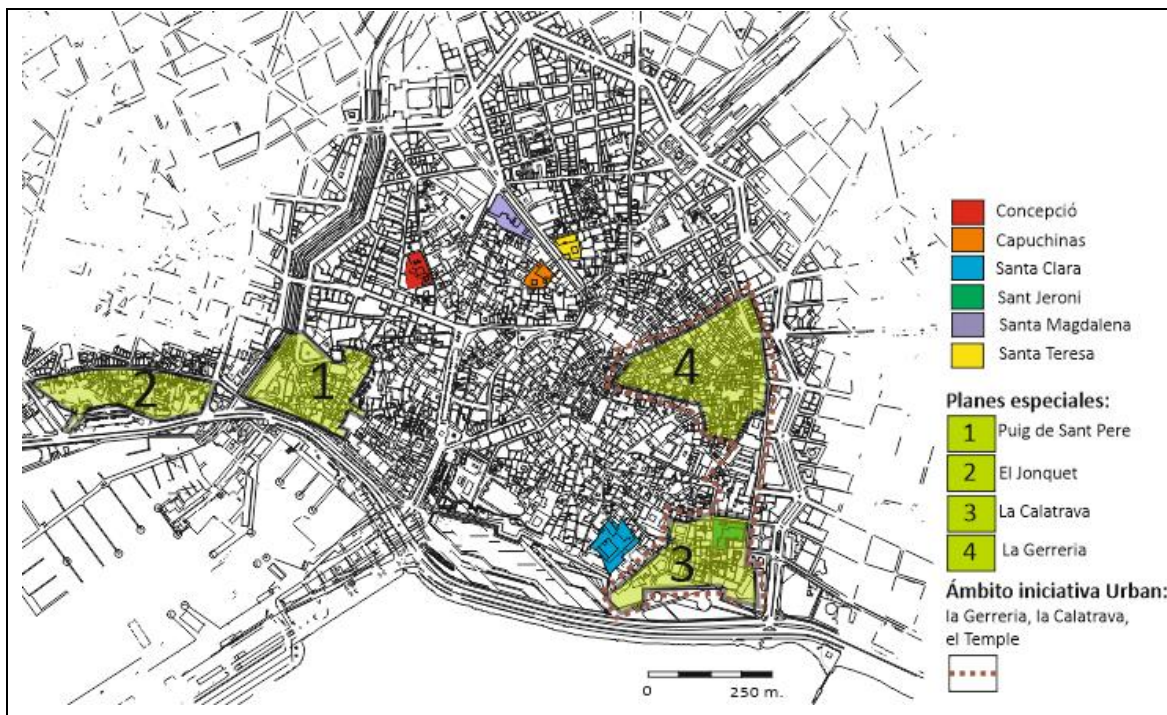 Concepció
Capuchinas
Santa Clara
Sant Jeroni
Santa Magdalena
Santa Teresa
Planes especiales:
1 Puig de Sant Pere
2 El Jonquet
3 La Calatrava
4 La Gerreria
Ámbito iniciativa Urban:
la Gerreria, la Calatrava,
el Temple
2
1
4
3
0 250 m.